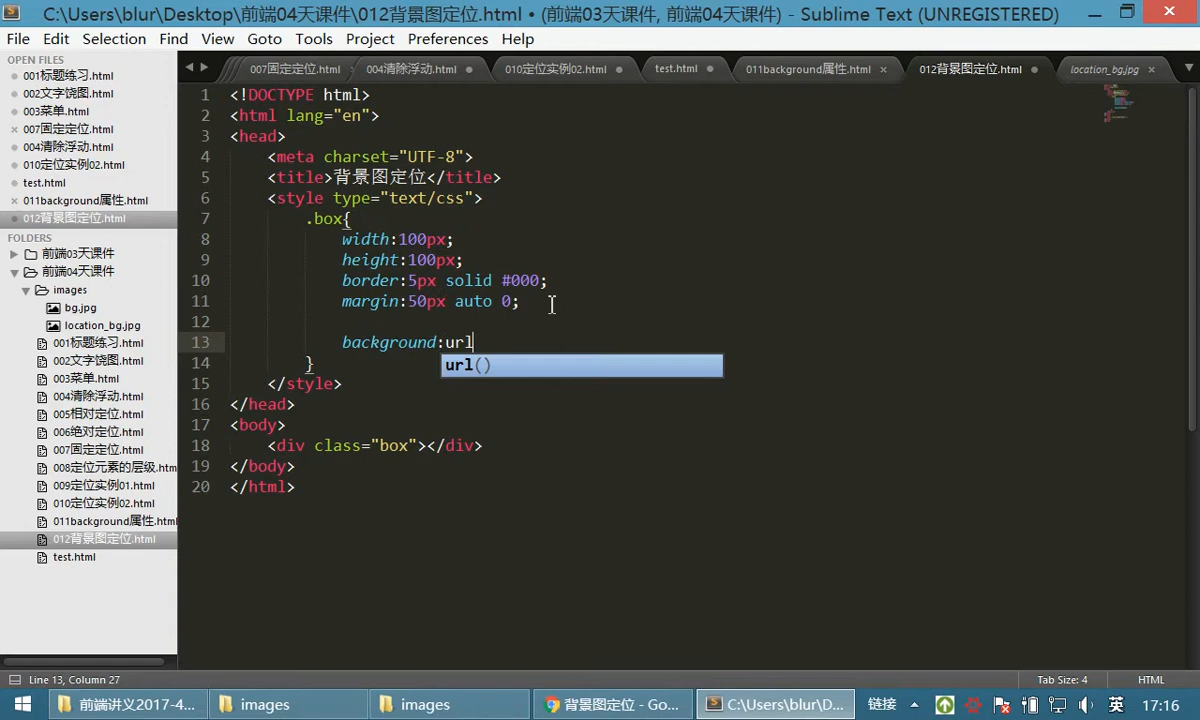 C:\Users\blur\Desktop\前端04天课件\012背景图定位.html • (前端03天课件, 前端04天课件) - Sublime Text (UNREGISTERED)
File Edit Selection Find View Goto Tools Project Preferences Help
OPEN FILES
001标题练习.html
002文字饶图.html
003菜单.html
007固定定位.html
004清除浮动.html
010定位实例02.html
test.html
011background属性.html
012背景图定位.html
FOLDERS
前端03天课件
前端04天课件
images
bg.jpg
location_bg.jpg
001标题练习.html
002文字饶图.html
003菜单.html
004清除浮动.html
005相对定位.html
006绝对定位.html
007固定定位.html
008定位元素的层级.htm
009定位实例01.html
010定位实例02.html
011background属性.html
012背景图定位.html
test.html
007固定定位.html 004清除浮动.html 010定位实例02.html test.html 011background属性.html 012背景图定位.html location_bg.jpg
1 <!DOCTYPE html>
2 <html lang="en">
3 <head>
4 <meta charset="UTF-8">
5 <title>背景图定位</title>
6 <style type="text/css">
7 .box{
8 width:100px;
9 height:100px;
10 border:5px solid #000;
11 margin:50px auto 0;
12
13 background:url
url()
14 }
15 </style>
16 </head>
17 <body>
18 <div class="box"></div>
19 </body>
20 </html>
Line 13, Column 27 Tab Size: 4 HTML
前端讲义2017-4... images images 背景图定位 - Go... C:\Users\blur\D... 链接 英 17:16